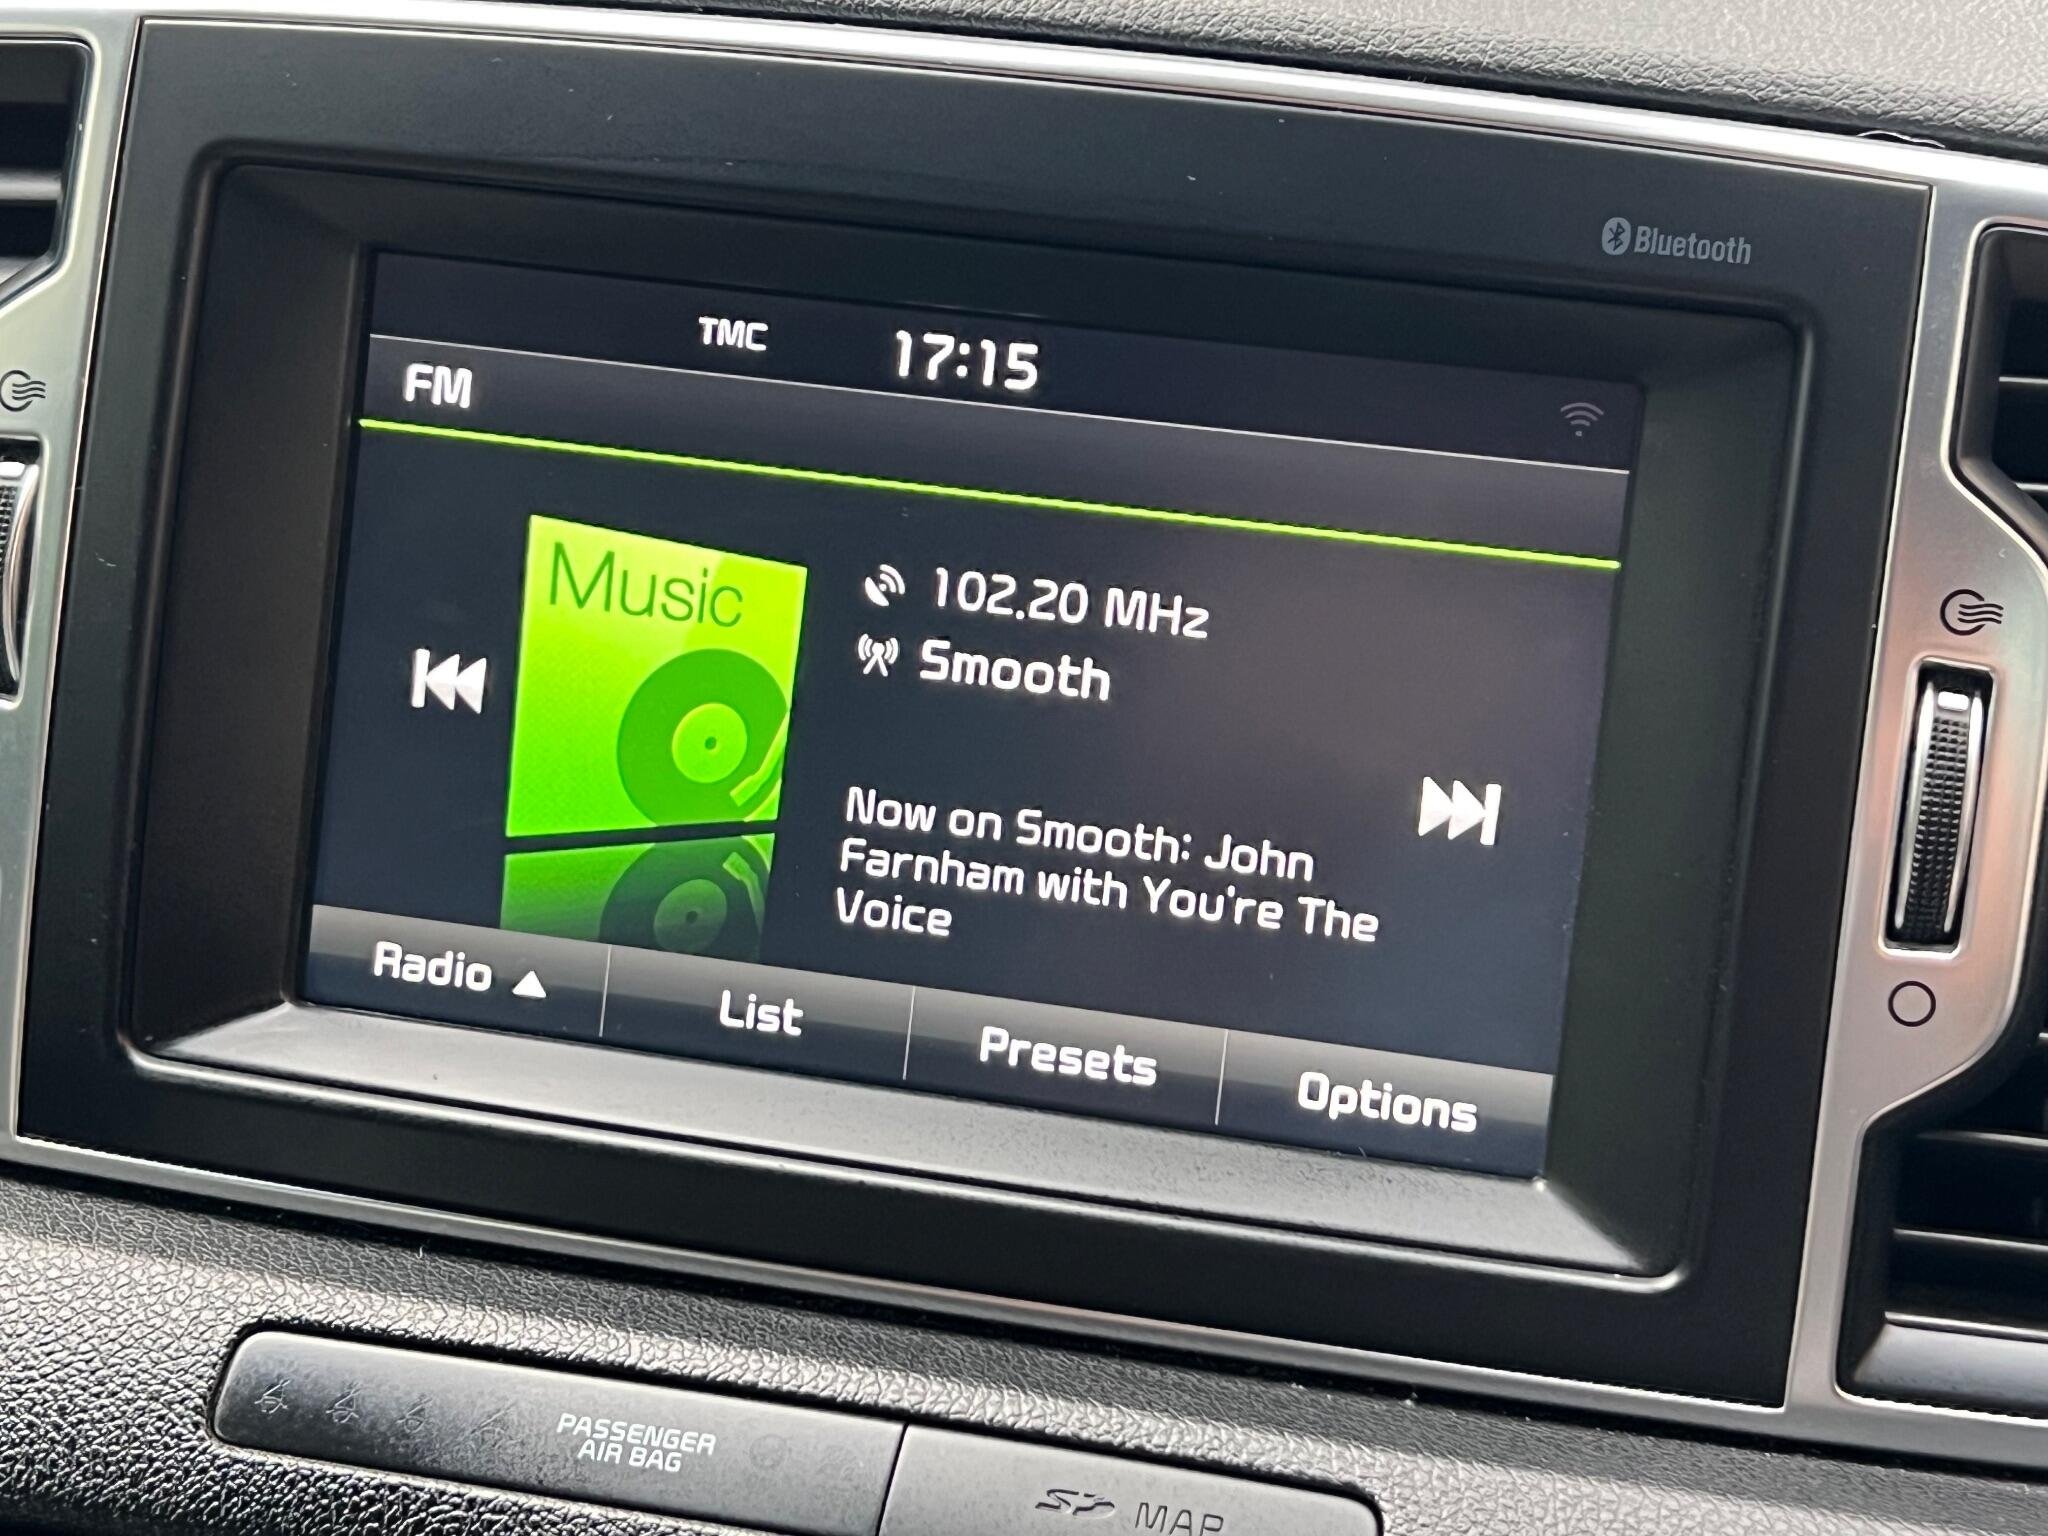 Bluetooth
TMC 17:15
FM
Music
102.20 MHz
Smooth
Now on Smooth: John
Farnham with You're The
Voice
Radio ▲ List Presets Options
PASSENGER
AIR BAG
SD MAP